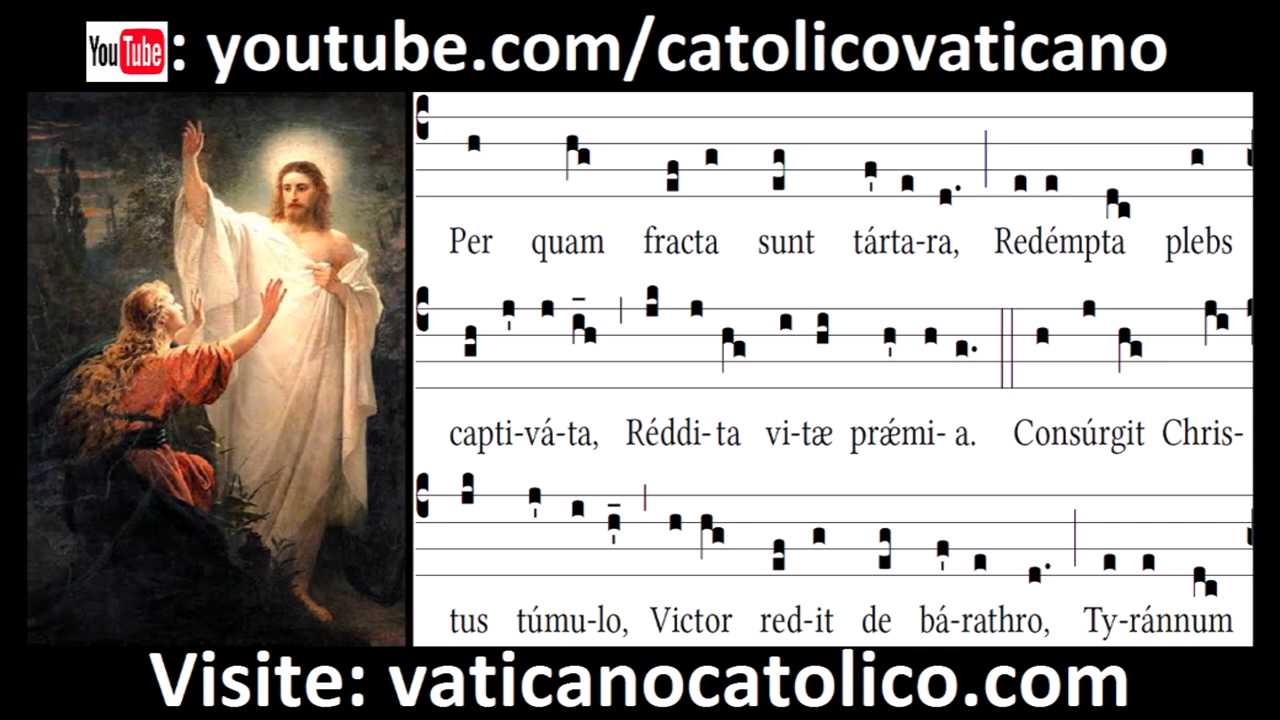 YouTube : youtube.com/catolicovaticano
Per quam fracta sunt tárta-ra, Redémpta plebs
capti-vá-ta, Réddi-ta vi-tæ prǽmi-a. Consúrgit Chris-
tus túmu-lo, Victor red-it de bá-rathro, Ty-ránnum
Visite: vaticanocatolico.com